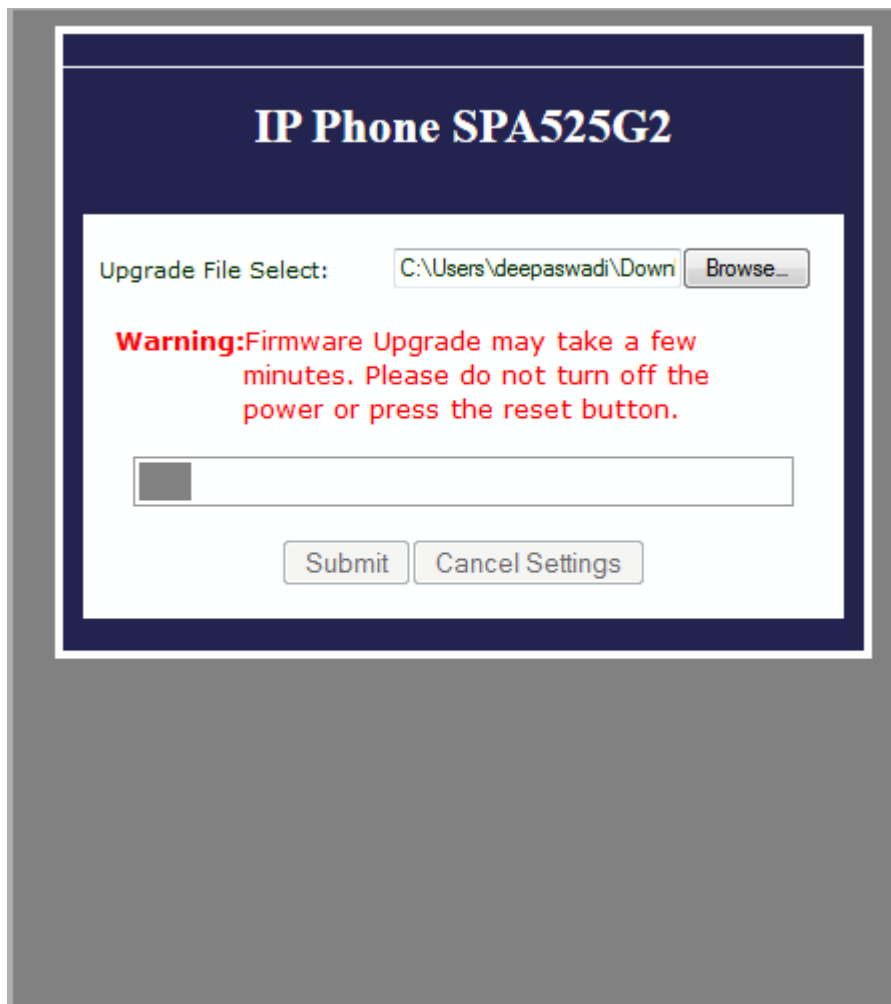 IP Phone SPA525G2
Upgrade File Select: C:\Users\deepaswadi\Down Browse...
Warning:Firmware Upgrade may take a few
minutes. Please do not turn off the
power or press the reset button.
Submit Cancel Settings